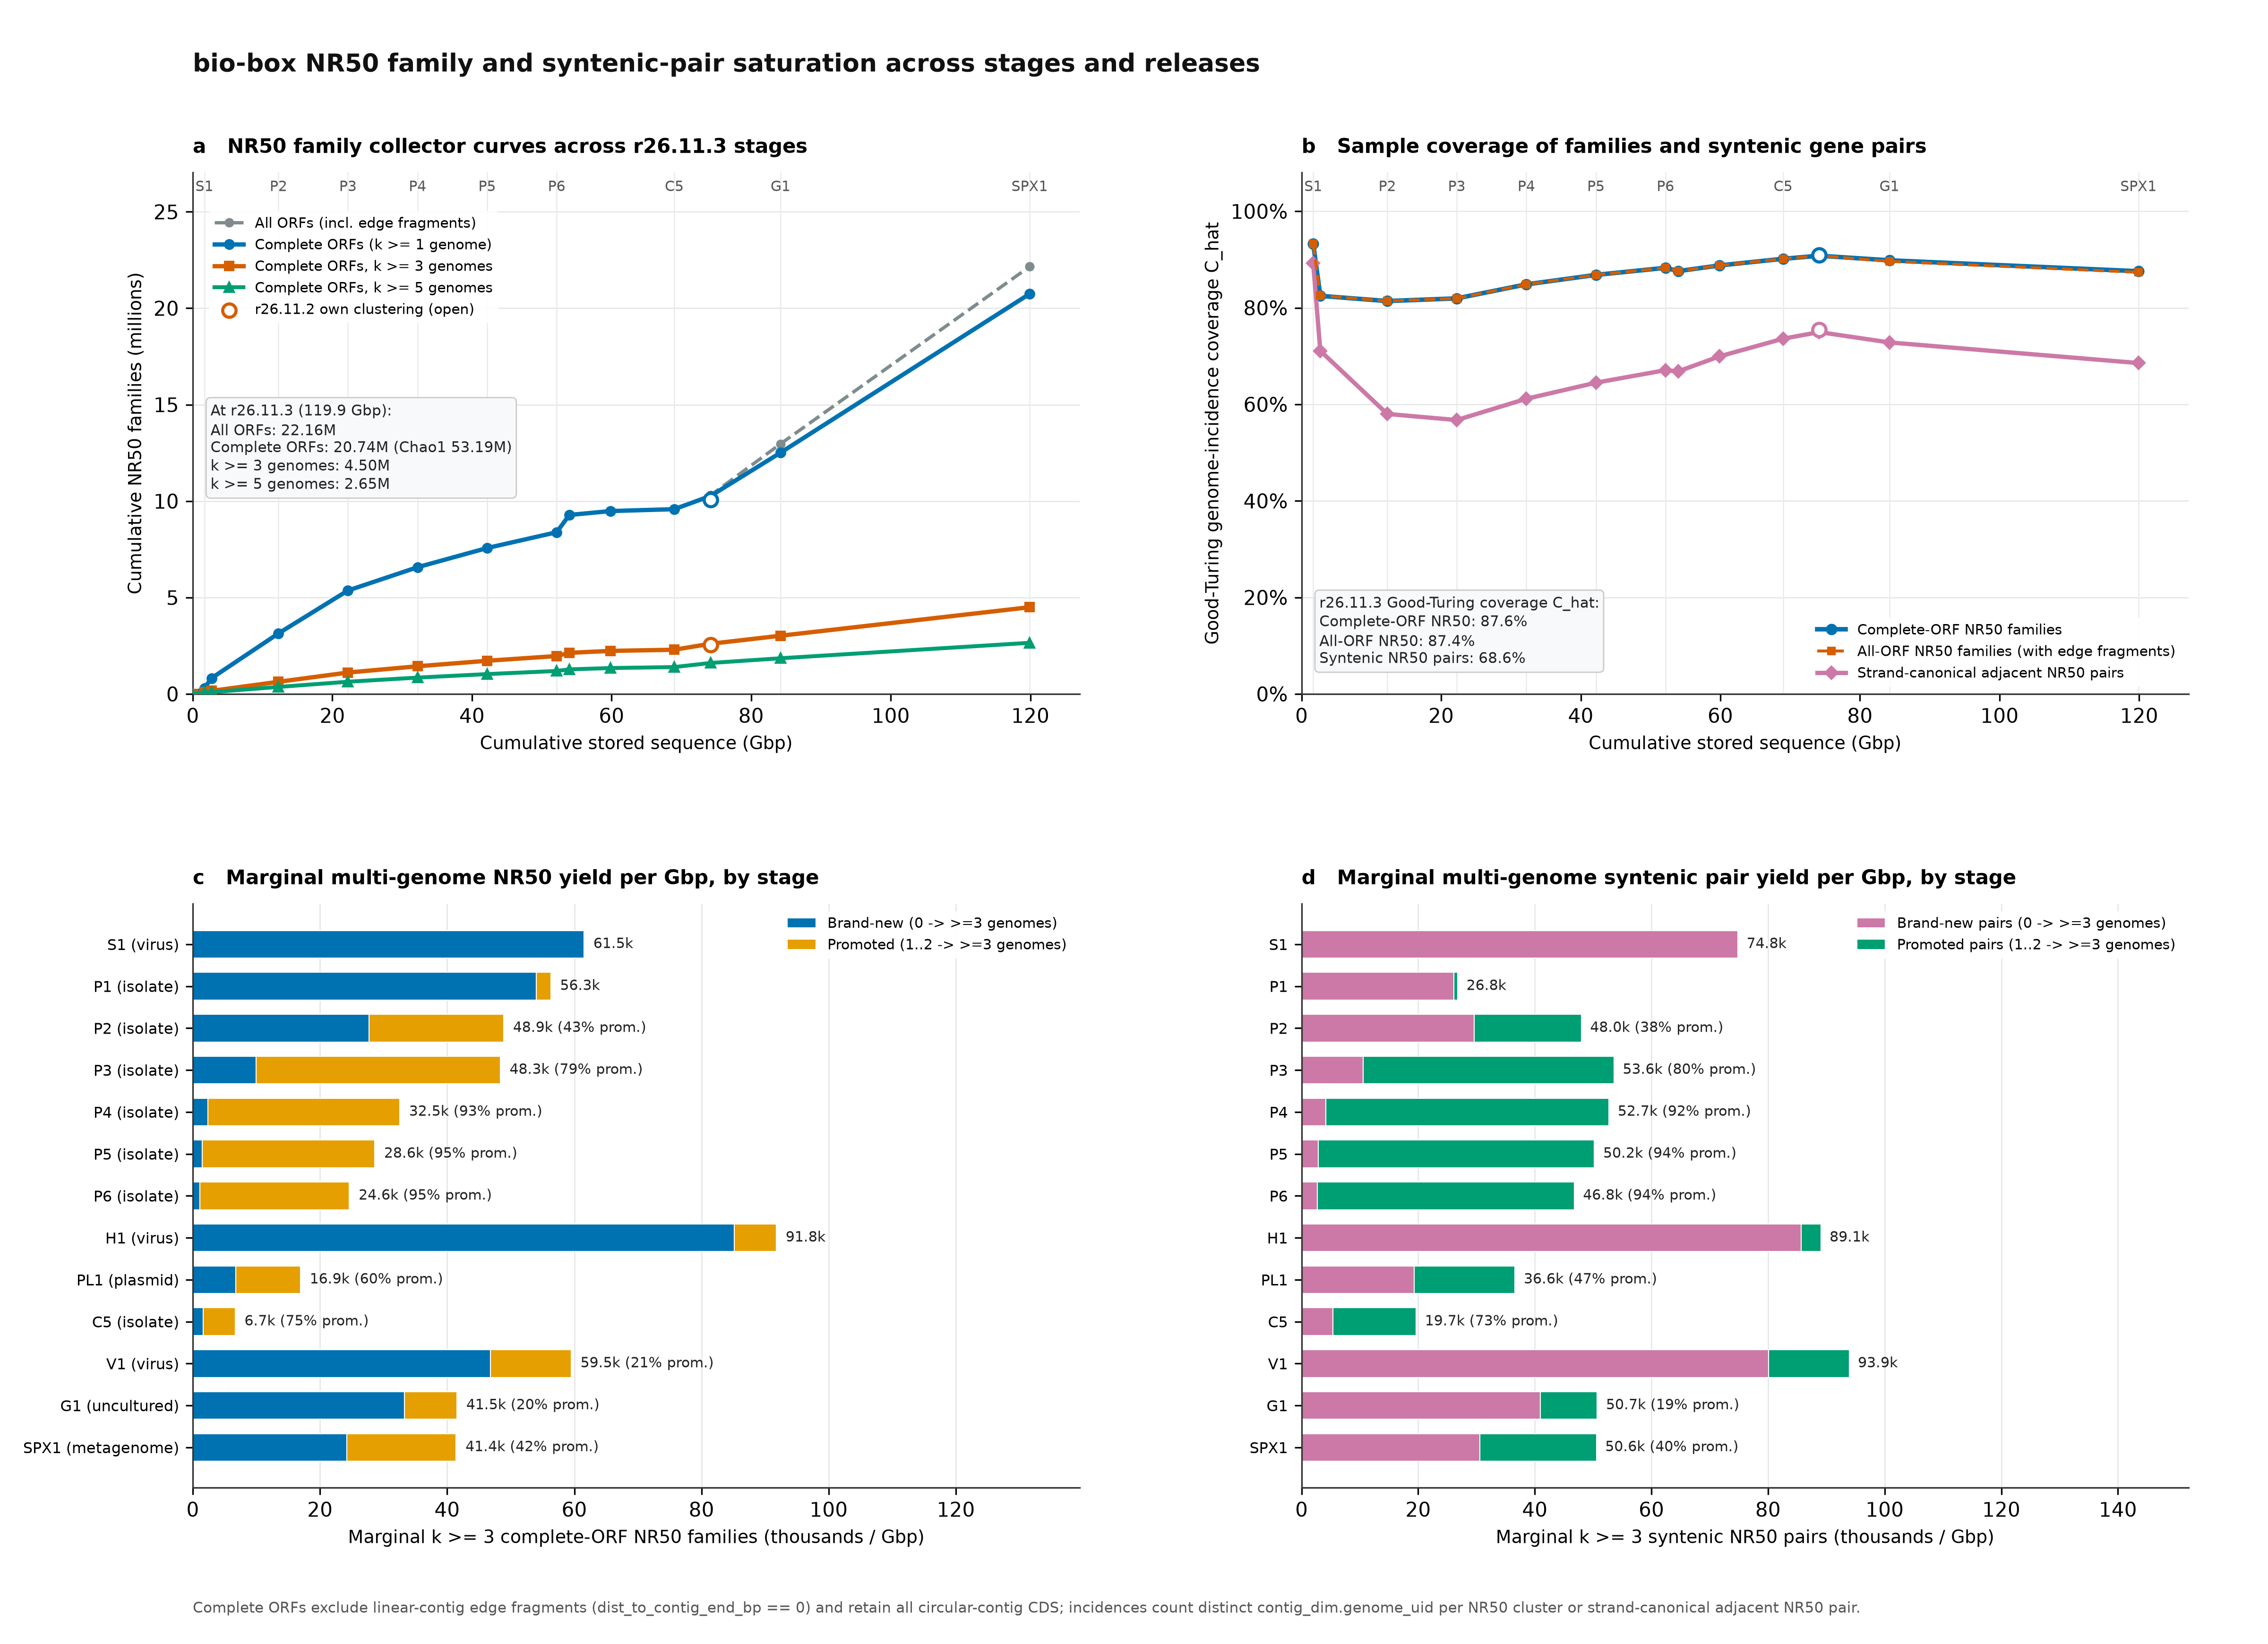 bio-box NR50 family and syntenic-pair saturation across stages and releases
a NR50 family collector curves across r26.11.3 stages
S1 P2 P3 P4 P5 P6 C5 G1 SPX1
All ORFs (incl. edge fragments)
Complete ORFs (k >= 1 genome)
Complete ORFs, k >= 3 genomes
Complete ORFs, k >= 5 genomes
r26.11.2 own clustering (open)
At r26.11.3 (119.9 Gbp):
All ORFs: 22.16M
Complete ORFs: 20.74M (Chao1 53.19M)
k >= 3 genomes: 4.50M
k >= 5 genomes: 2.65M
Cumulative NR50 families (millions)
25
20
15
10
5
0
0 20 40 60 80 100 120
Cumulative stored sequence (Gbp)
b Sample coverage of families and syntenic gene pairs
S1 P2 P3 P4 P5 P6 C5 G1 SPX1
Good-Turing genome-incidence coverage C_hat
100%
80%
60%
40%
20%
0%
r26.11.3 Good-Turing coverage C_hat:
Complete-ORF NR50: 87.6%
All-ORF NR50: 87.4%
Syntenic NR50 pairs: 68.6%
Complete-ORF NR50 families
All-ORF NR50 families (with edge fragments)
Strand-canonical adjacent NR50 pairs
0 20 40 60 80 100 120
Cumulative stored sequence (Gbp)
c Marginal multi-genome NR50 yield per Gbp, by stage
Brand-new (0 -> >=3 genomes)
Promoted (1..2 -> >=3 genomes)
S1 (virus) 61.5k
P1 (isolate) 56.3k
P2 (isolate) 48.9k (43% prom.)
P3 (isolate) 48.3k (79% prom.)
P4 (isolate) 32.5k (93% prom.)
P5 (isolate) 28.6k (95% prom.)
P6 (isolate) 24.6k (95% prom.)
H1 (virus) 91.8k
PL1 (plasmid) 16.9k (60% prom.)
C5 (isolate) 6.7k (75% prom.)
V1 (virus) 59.5k (21% prom.)
G1 (uncultured) 41.5k (20% prom.)
SPX1 (metagenome) 41.4k (42% prom.)
0 20 40 60 80 100 120
Marginal k >= 3 complete-ORF NR50 families (thousands / Gbp)
d Marginal multi-genome syntenic pair yield per Gbp, by stage
Brand-new pairs (0 -> >=3 genomes)
Promoted pairs (1..2 -> >=3 genomes)
S1 74.8k
P1 26.8k
P2 48.0k (38% prom.)
P3 53.6k (80% prom.)
P4 52.7k (92% prom.)
P5 50.2k (94% prom.)
P6 46.8k (94% prom.)
H1 89.1k
PL1 36.6k (47% prom.)
C5 19.7k (73% prom.)
V1 93.9k
G1 50.7k (19% prom.)
SPX1 50.6k (40% prom.)
0 20 40 60 80 100 120 140
Marginal k >= 3 syntenic NR50 pairs (thousands / Gbp)
Complete ORFs exclude linear-contig edge fragments (dist_to_contig_end_bp == 0) and retain all circular-contig CDS; incidences count distinct contig_dim.genome_uid per NR50 cluster or strand-canonical adjacent NR50 pair.